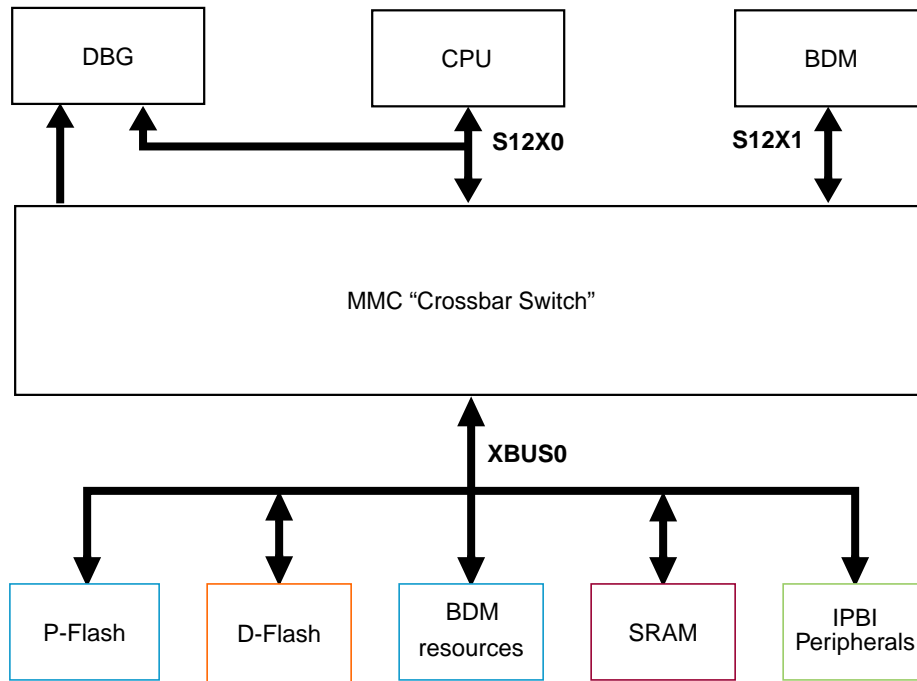 DBG
CPU
BDM
S12X0
S12X1
MMC “Crossbar Switch”
XBUS0
P-Flash
D-Flash
BDM
resources
SRAM
IPBI
Peripherals